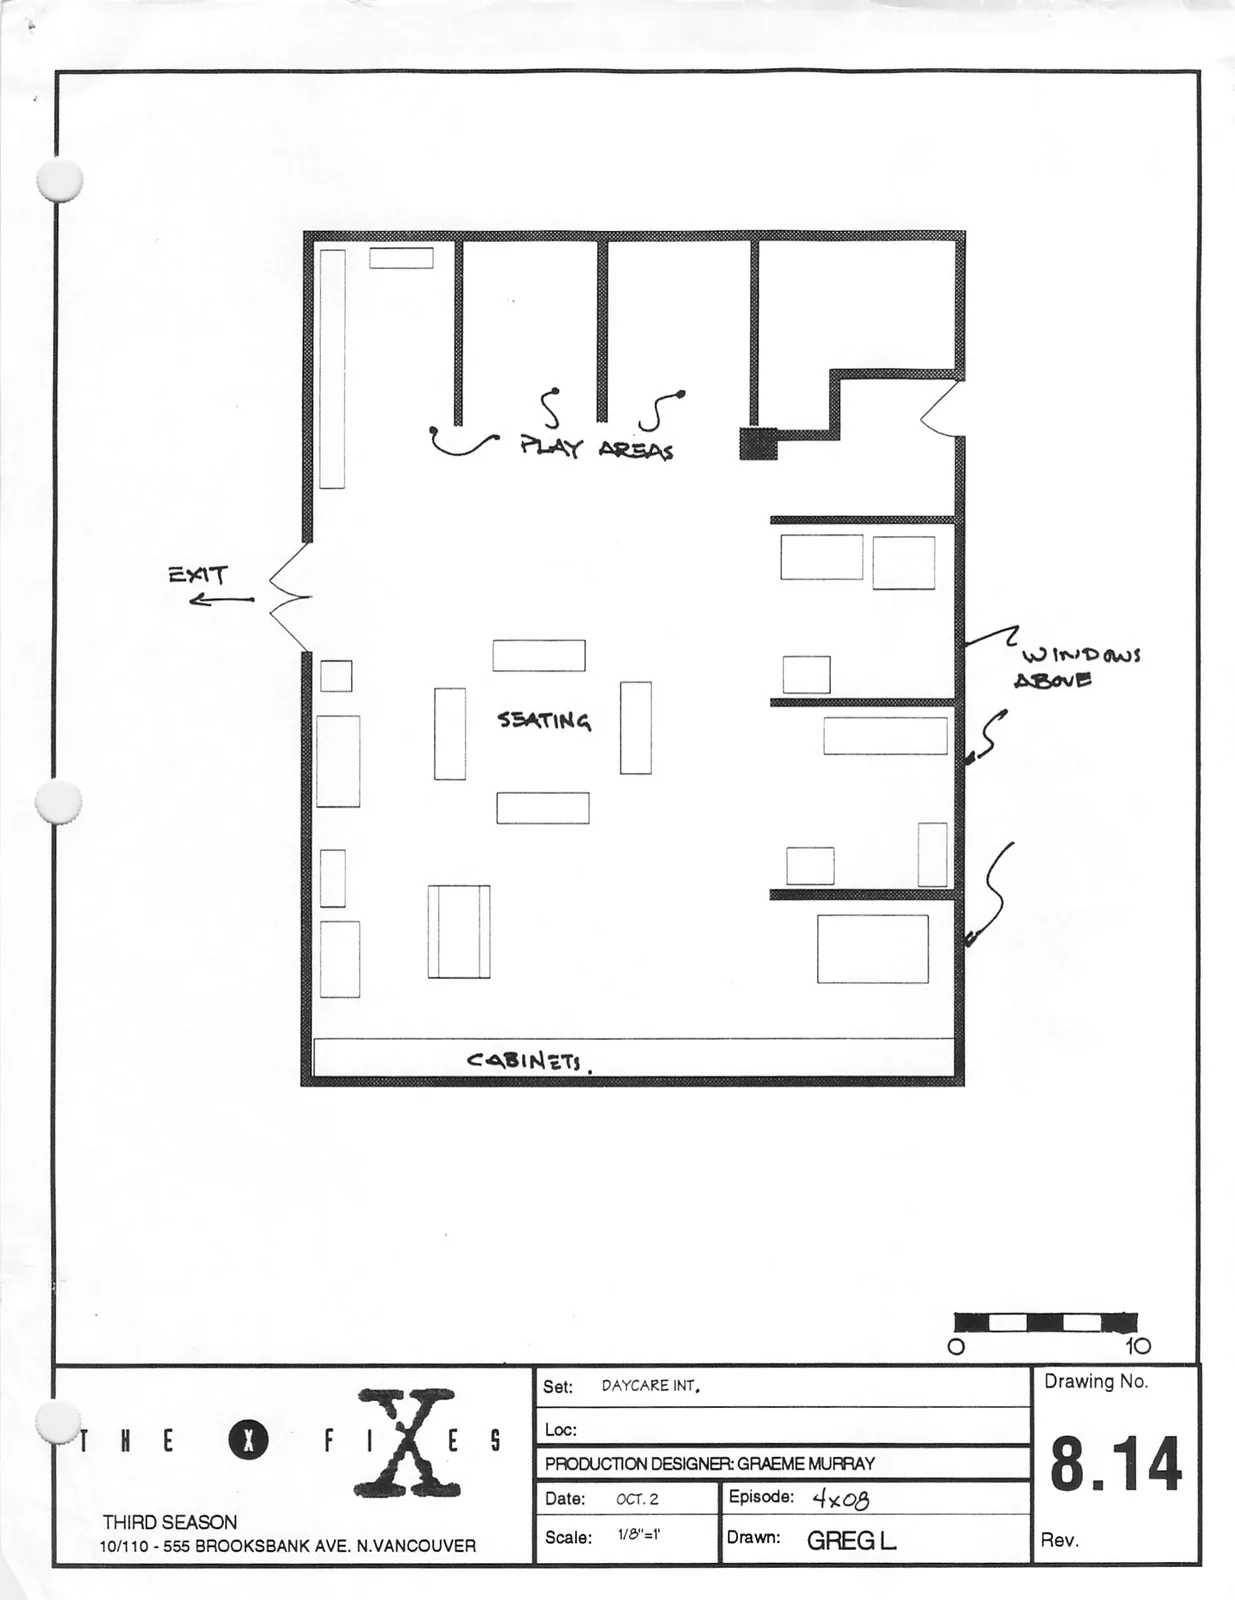 PLAY AREAS
EXIT
WINDOWS
ABOVE
SEATING
CABINETS.
0 10
THE X FILES
X
THIRD SEASON
10/110 - 555 BROOKSBANK AVE. N.VANCOUVER
Set: DAYCARE INT.
Loc:
PRODUCTION DESIGNER: GRAEME MURRAY
Date: OCT. 2
Episode: 4x08
Scale: 1/8"=1'
Drawn: GREG L
Drawing No.
8.14
Rev.